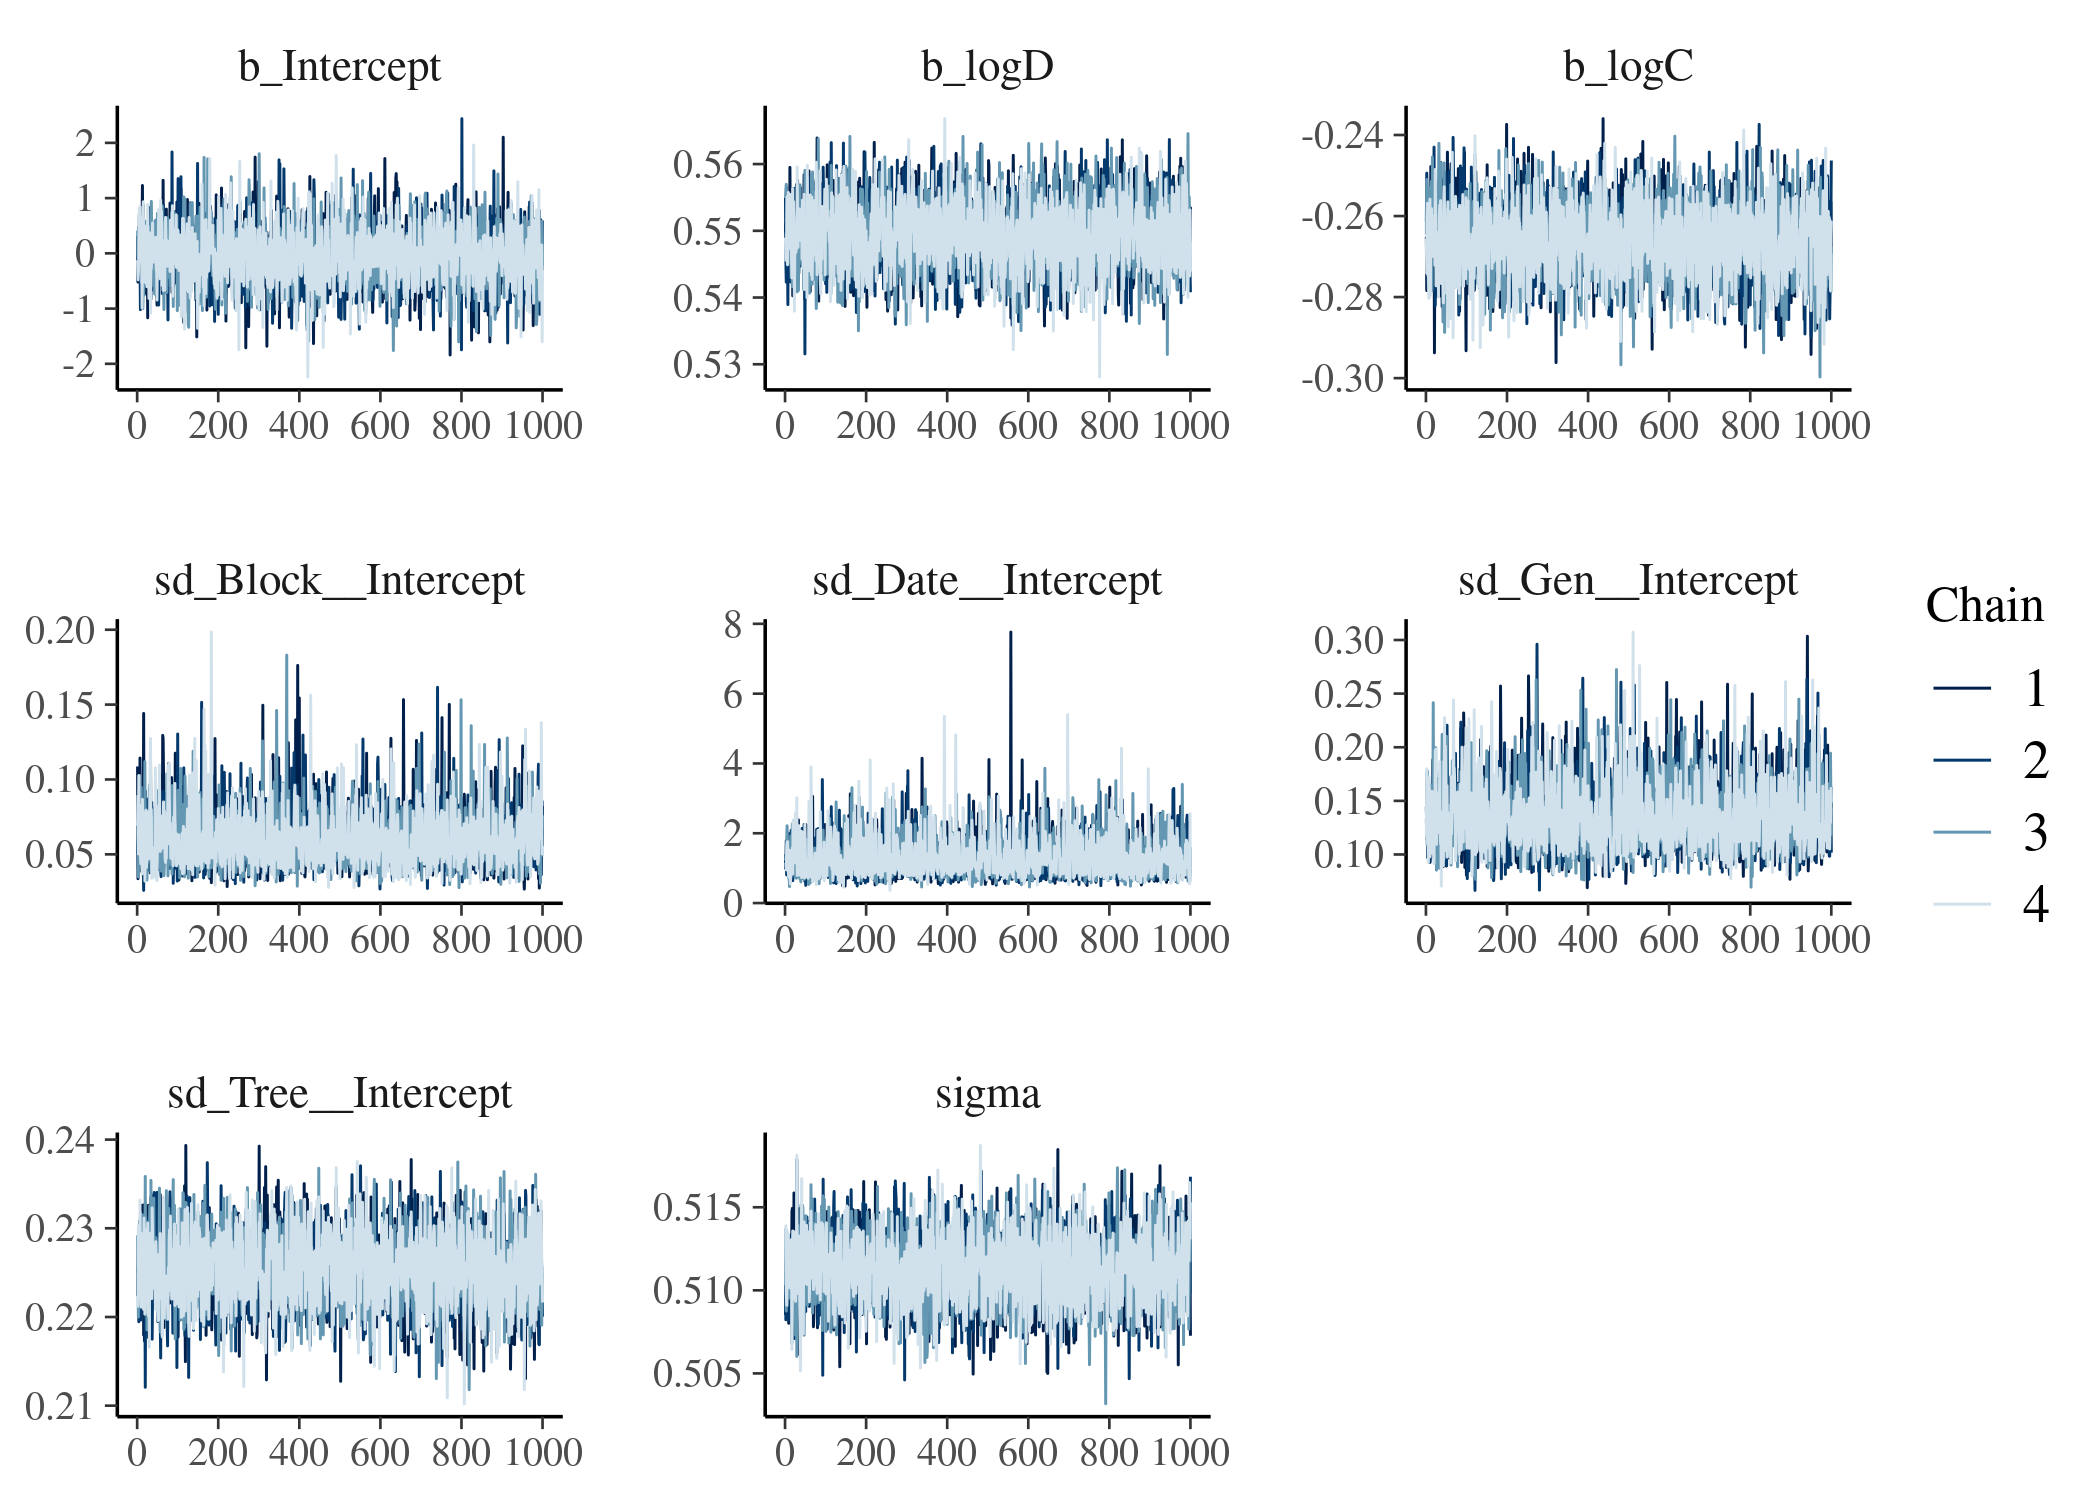 b_Intercept b_logD b_logC
2 0.56 -0.24
1 0.55 -0.26
0 0.54 -0.28
-1 0.53 -0.30
-2
0 200 400 600 800 1000 0 200 400 600 800 1000 0 200 400 600 800 1000
sd_Block__Intercept sd_Date__Intercept sd_Gen__Intercept
0.20 8 0.30
0.15 6 0.25
0.10 4 0.20
0.05 2 0.15
0 0.10
0 200 400 600 800 1000 0 200 400 600 800 1000 0 200 400 600 800 1000
Chain
1
2
3
4
sd_Tree__Intercept sigma
0.24 0.515
0.23 0.510
0.22 0.505
0.21
0 200 400 600 800 1000 0 200 400 600 800 1000